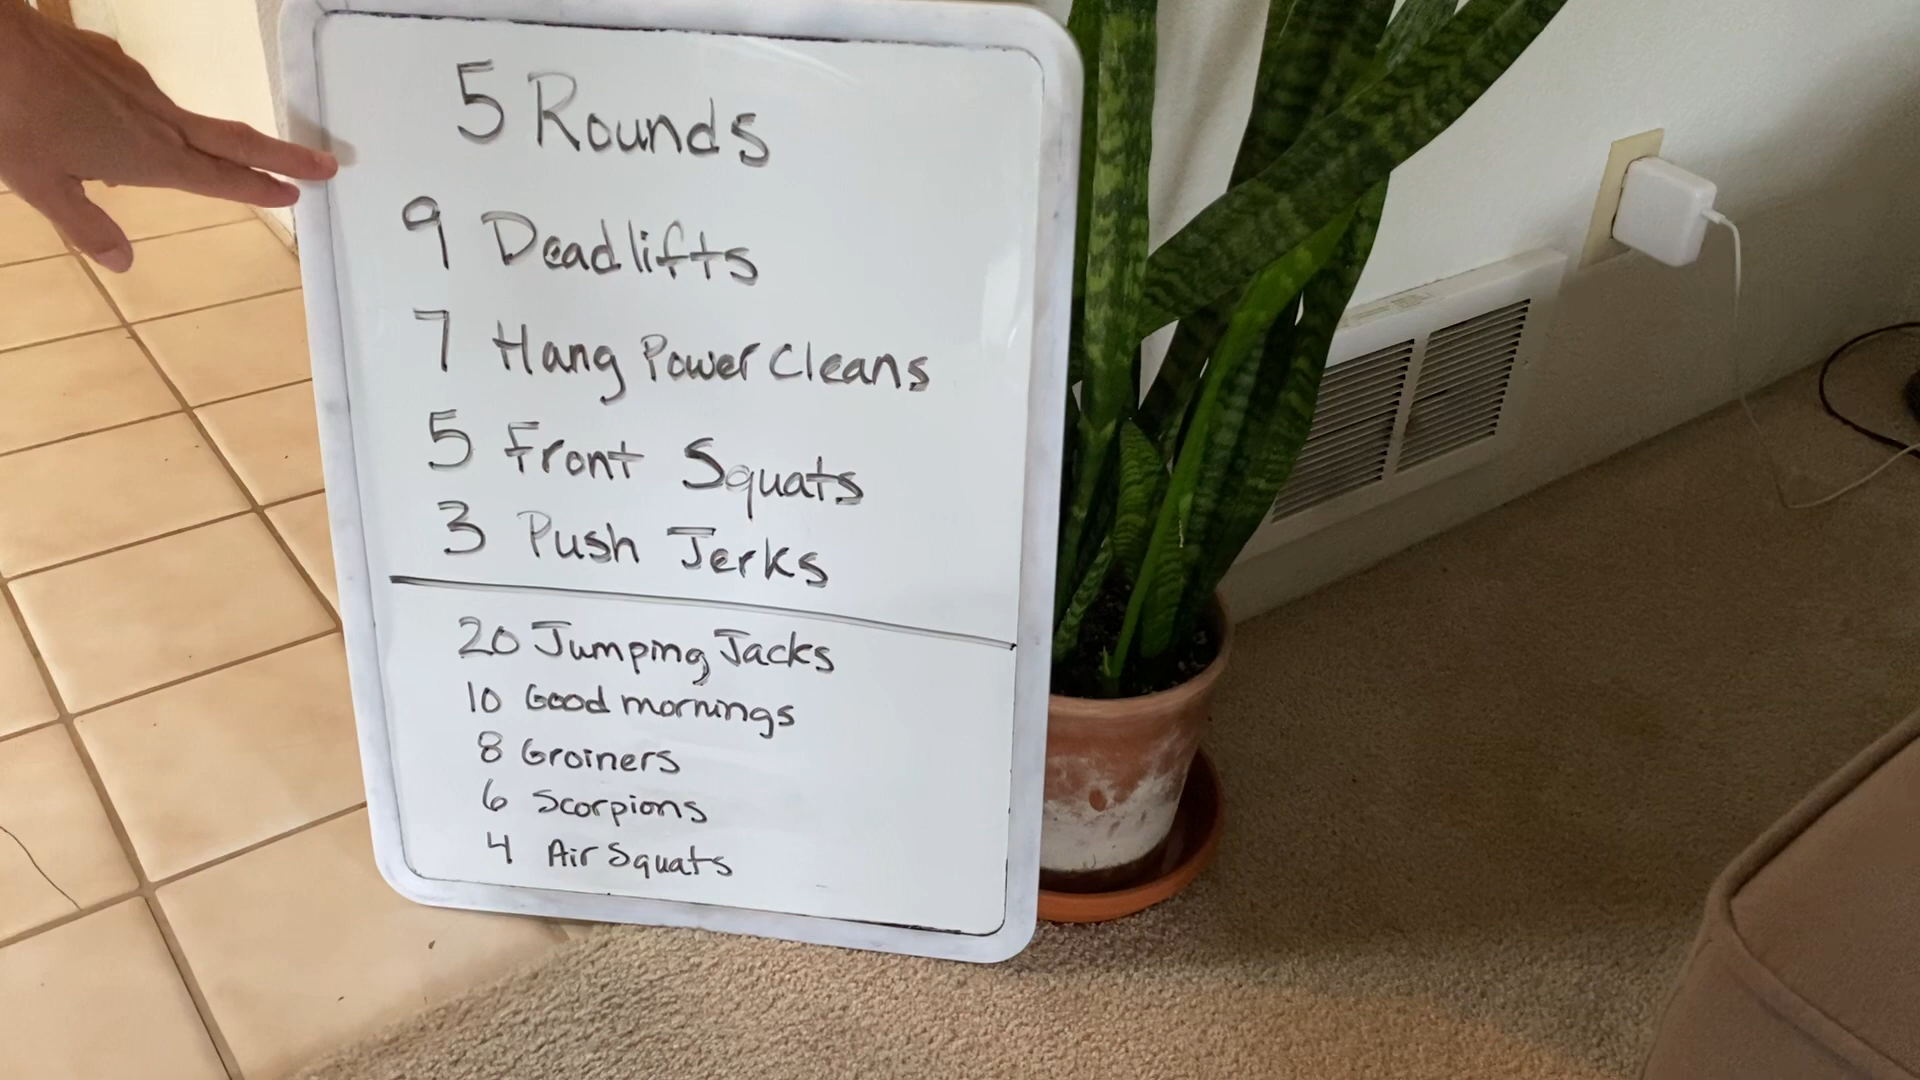 5 Rounds
9 Deadlifts
7 Hang Power Cleans
5 Front Squats
3 Push Jerks
20 Jumping Jacks
10 Good mornings
8 Groiners
6 Scorpions
4 Air Squats